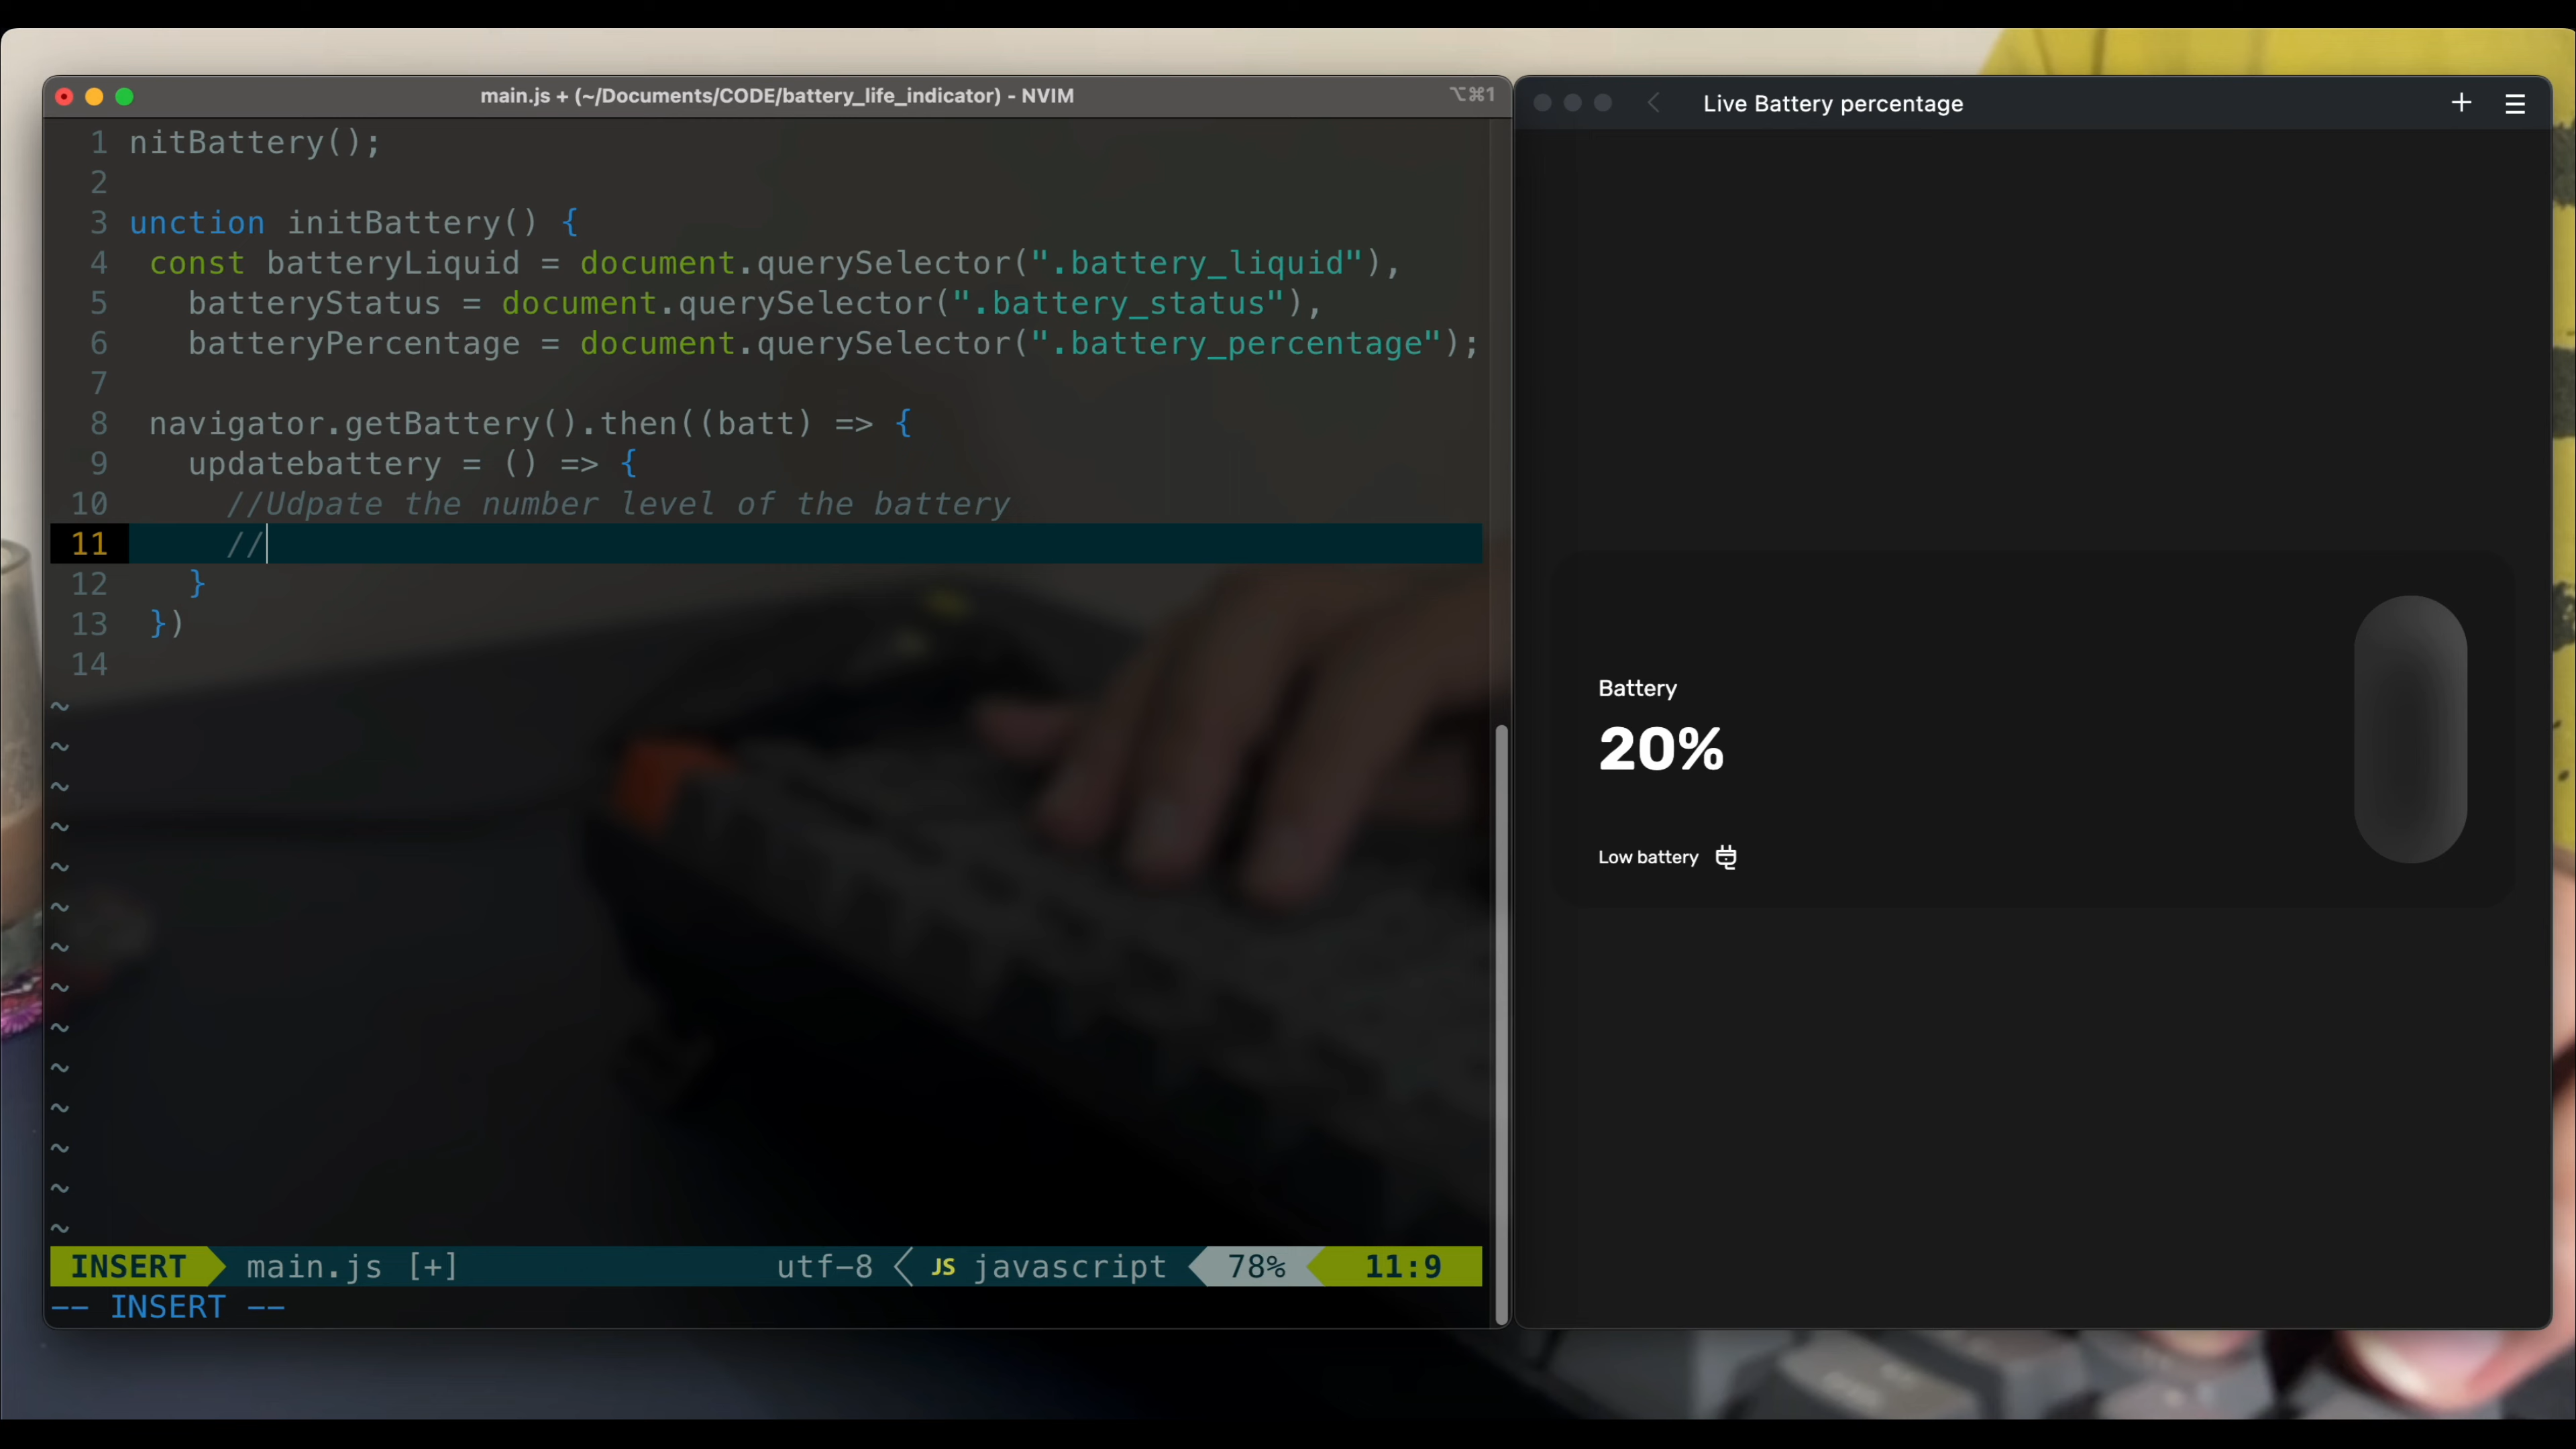 main.js + (~/Documents/CODE/battery_life_indicator) - NVIM
⌥⌘1
1 nitBattery();
2
3 unction initBattery() {
4 const batteryLiquid = document.querySelector(".battery_liquid"),
5 batteryStatus = document.querySelector(".battery_status"),
6 batteryPercentage = document.querySelector(".battery_percentage");
7
8 navigator.getBattery().then((batt) => {
9 updatebattery = () => {
10 //Udpate the number level of the battery
11 //
12 }
13 })
14
~
~
~
~
~
~
~
~
~
~
~
~
~
~
INSERT main.js [+] utf-8 JS javascript 78% 11:9
-- INSERT --
Live Battery percentage
Battery
20%
Low battery